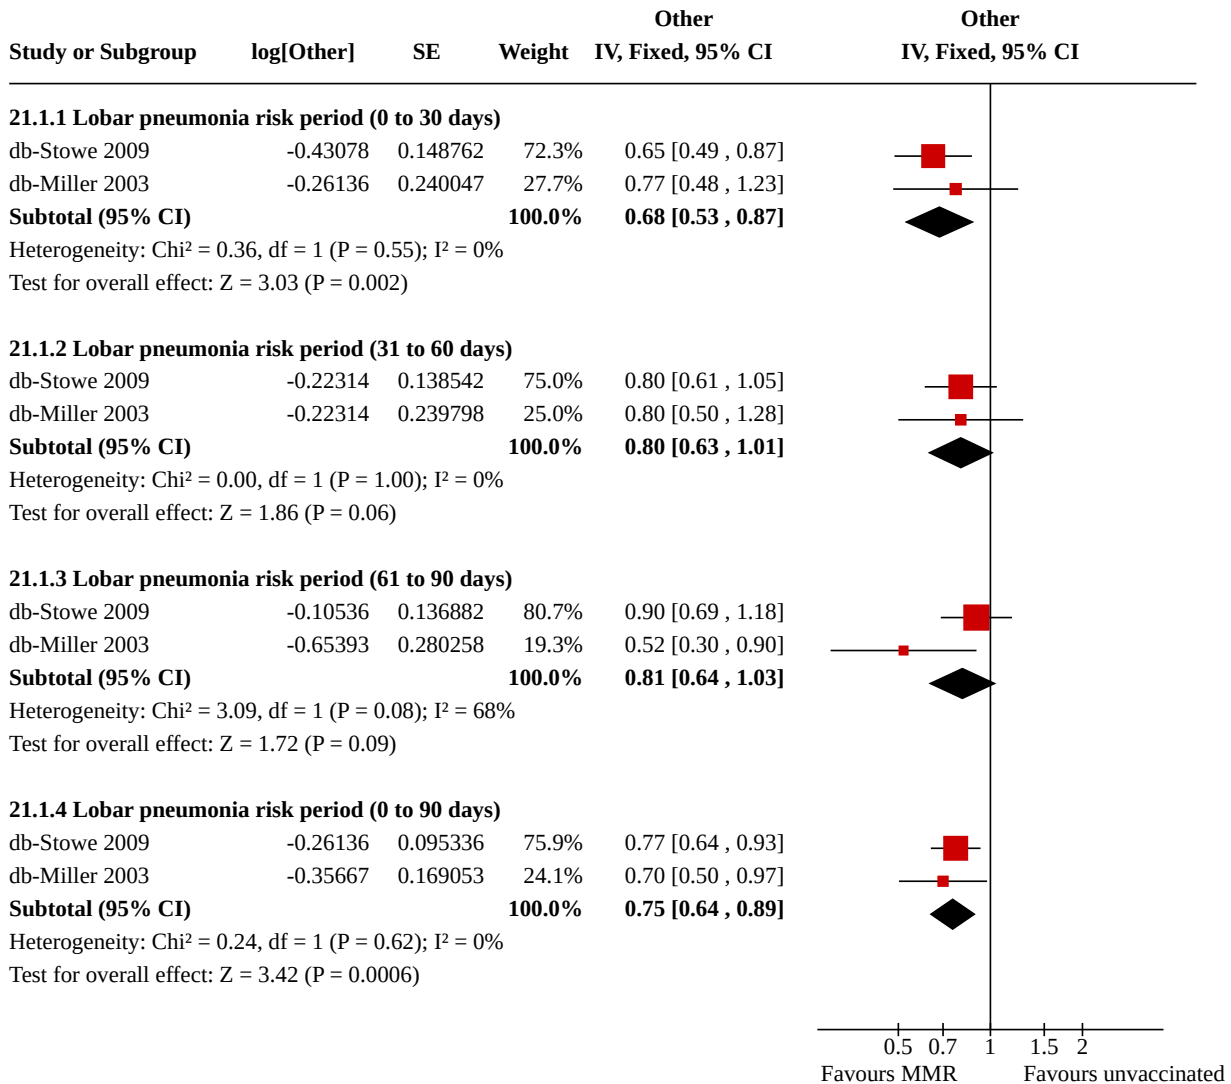 Other Other
Study or Subgroup log[Other] SE Weight IV, Fixed, 95% CI IV, Fixed, 95% CI
21.1.1 Lobar pneumonia risk period (0 to 30 days)
db-Stowe 2009 -0.43078 0.148762 72.3% 0.65 [0.49 , 0.87]
db-Miller 2003 -0.26136 0.240047 27.7% 0.77 [0.48 , 1.23]
Subtotal (95% CI) 100.0% 0.68 [0.53 , 0.87]
Heterogeneity: Chi² = 0.36, df = 1 (P = 0.55); I² = 0%
Test for overall effect: Z = 3.03 (P = 0.002)
21.1.2 Lobar pneumonia risk period (31 to 60 days)
db-Stowe 2009 -0.22314 0.138542 75.0% 0.80 [0.61 , 1.05]
db-Miller 2003 -0.22314 0.239798 25.0% 0.80 [0.50 , 1.28]
Subtotal (95% CI) 100.0% 0.80 [0.63 , 1.01]
Heterogeneity: Chi² = 0.00, df = 1 (P = 1.00); I² = 0%
Test for overall effect: Z = 1.86 (P = 0.06)
21.1.3 Lobar pneumonia risk period (61 to 90 days)
db-Stowe 2009 -0.10536 0.136882 80.7% 0.90 [0.69 , 1.18]
db-Miller 2003 -0.65393 0.280258 19.3% 0.52 [0.30 , 0.90]
Subtotal (95% CI) 100.0% 0.81 [0.64 , 1.03]
Heterogeneity: Chi² = 3.09, df = 1 (P = 0.08); I² = 68%
Test for overall effect: Z = 1.72 (P = 0.09)
21.1.4 Lobar pneumonia risk period (0 to 90 days)
db-Stowe 2009 -0.26136 0.095336 75.9% 0.77 [0.64 , 0.93]
db-Miller 2003 -0.35667 0.169053 24.1% 0.70 [0.50 , 0.97]
Subtotal (95% CI) 100.0% 0.75 [0.64 , 0.89]
Heterogeneity: Chi² = 0.24, df = 1 (P = 0.62); I² = 0%
Test for overall effect: Z = 3.42 (P = 0.0006)
0.5 0.7 1 1.5 2
Favours MMR Favours unvaccinated